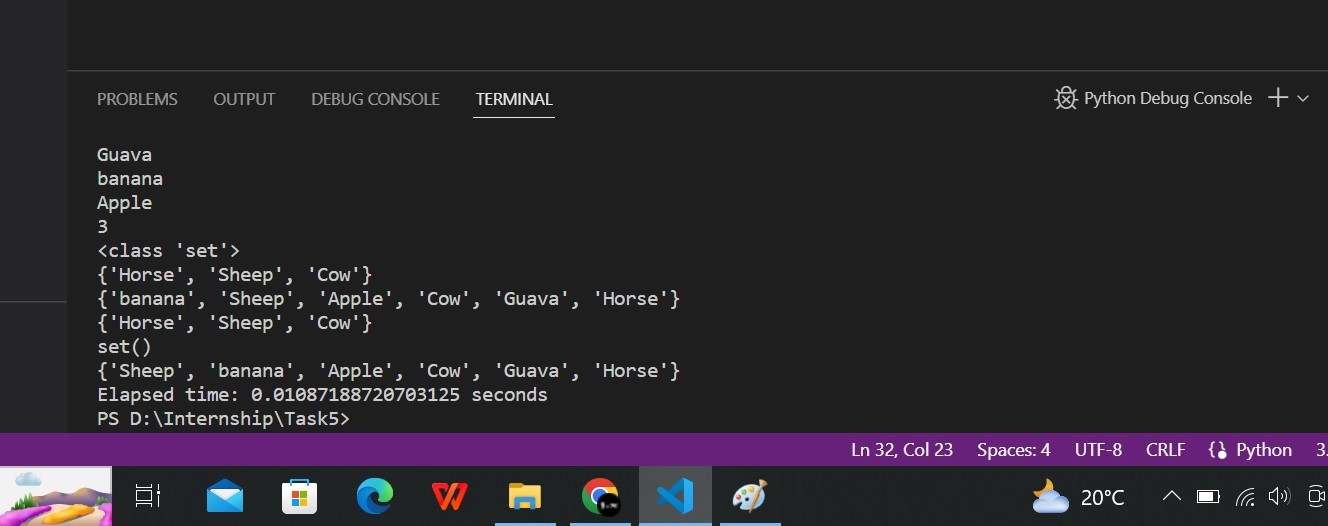 PROBLEMS OUTPUT DEBUG CONSOLE TERMINAL Python Debug Console
Guava
banana
Apple
3
<class 'set'>
{'Horse', 'Sheep', 'Cow'}
{'banana', 'Sheep', 'Apple', 'Cow', 'Guava', 'Horse'}
{'Horse', 'Sheep', 'Cow'}
set()
{'Sheep', 'banana', 'Apple', 'Cow', 'Guava', 'Horse'}
Elapsed time: 0.01087188720703125 seconds
PS D:\Internship\Task5>
Ln 32, Col 23 Spaces: 4 UTF-8 CRLF Python 3.
20°C